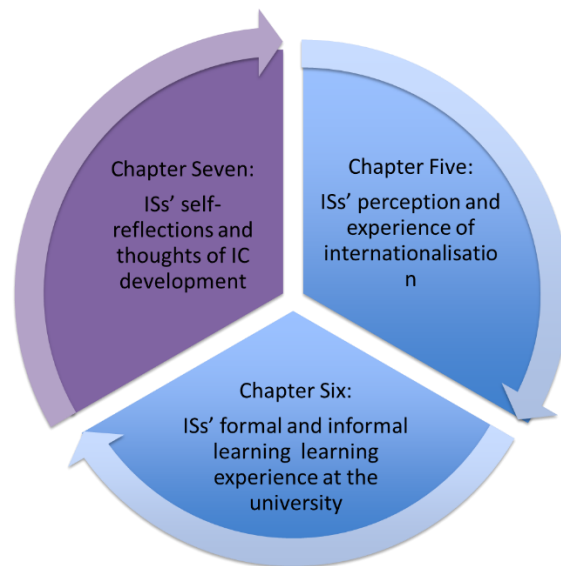 Chapter Seven:
ISs' self-
reflections and
thoughts of IC
development
Chapter Five:
ISs' perception and
experience of
internationalisatio
n
Chapter Six:
ISs' formal and informal
learning  learning
experience at the
university